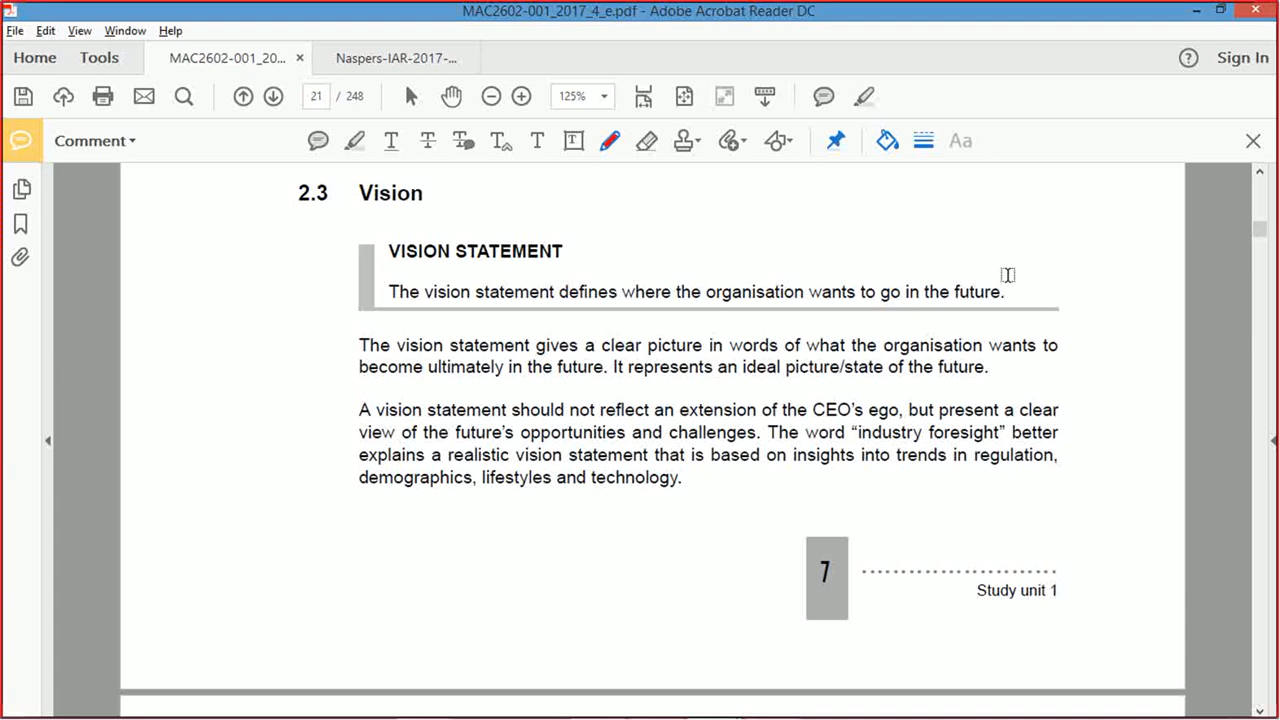 MAC2602-001_2017_4_e.pdf - Adobe Acrobat Reader DC
File Edit View Window Help
Home Tools MAC2602-001_20... × Naspers-IAR-2017-... ? Sign In
21 / 248 125%
Comment T T T T T T Aa
2.3 Vision
VISION STATEMENT
The vision statement defines where the organisation wants to go in the future.
The vision statement gives a clear picture in words of what the organisation wants to
become ultimately in the future. It represents an ideal picture/state of the future.
A vision statement should not reflect an extension of the CEO's ego, but present a clear
view of the future's opportunities and challenges. The word “industry foresight” better
explains a realistic vision statement that is based on insights into trends in regulation,
demographics, lifestyles and technology.
7
Study unit 1